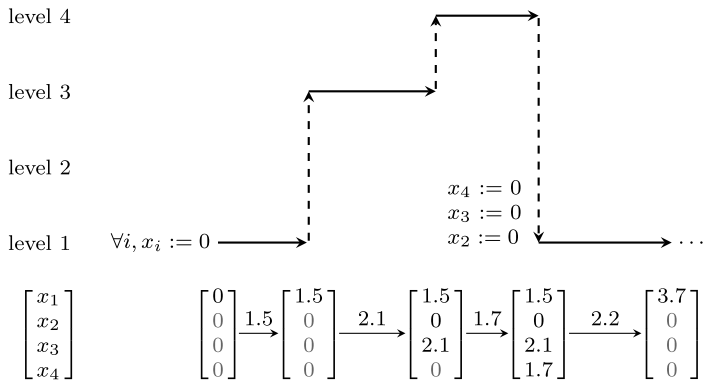 level 4
level 3
level 2
level 1
x₄ := 0
x₃ := 0
x₂ := 0
∀i, xᵢ := 0
...
1.5 2.1 1.7 2.2
x₁ 0 1.5 1.5 1.5 3.7
x₂ 0 0 0 0 0
x₃ 0 0 2.1 2.1 0
x₄ 0 0 0 1.7 0